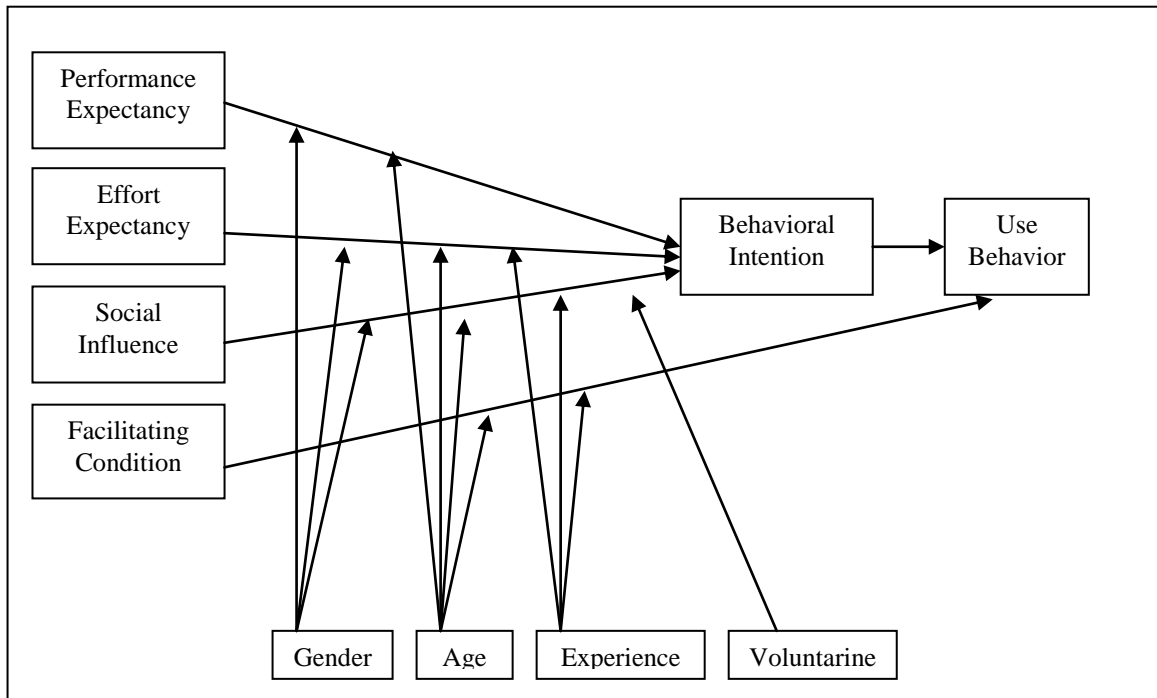 Performance
Expectancy
Effort
Expectancy
Social
Influence
Facilitating
Condition
Behavioral
Intention
Use
Behavior
Gender
Age
Experience
Voluntarine